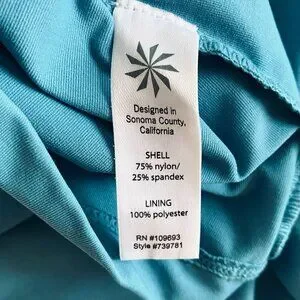 Designed in
Sonoma County,
California
SHELL
75% nylon/
25% spandex
LINING
100% polyester
RN #109693
Style #739781